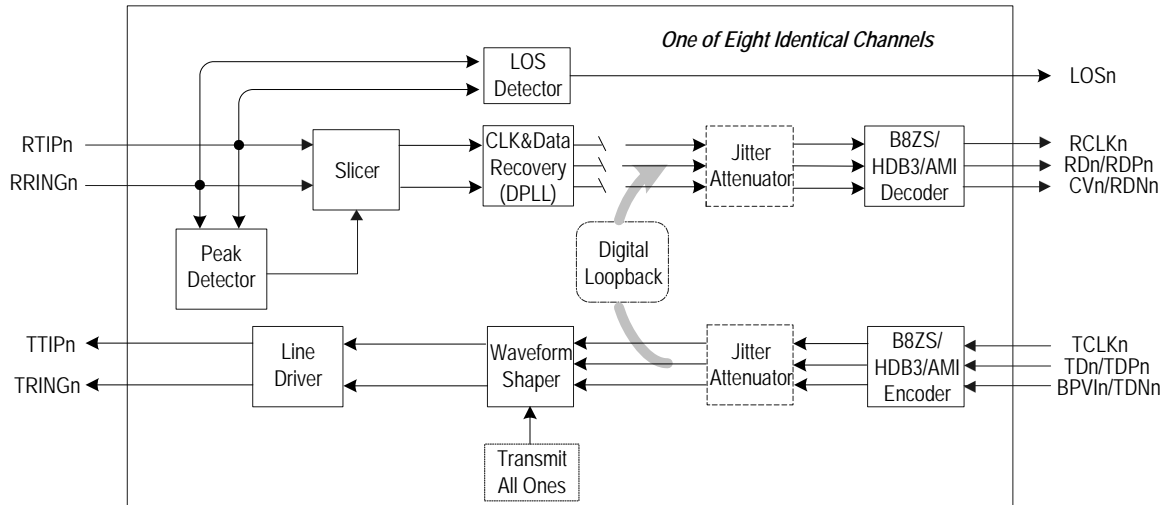 One of Eight Identical Channels
LOS
Detector
LOSn
RTIPn
RRINGn
Slicer
CLK&Data
Recovery
(DPLL)
Jitter
Attenuator
B8ZS/
HDB3/AMI
Decoder
RCLKn
RDn/RDPn
CVn/RDNn
Peak
Detector
Digital
Loopback
TTIPn
TRINGn
Line
Driver
Waveform
Shaper
Jitter
Attenuator
B8ZS/
HDB3/AMI
Encoder
TCLKn
TDn/TDPn
BPVIn/TDNn
Transmit
All Ones